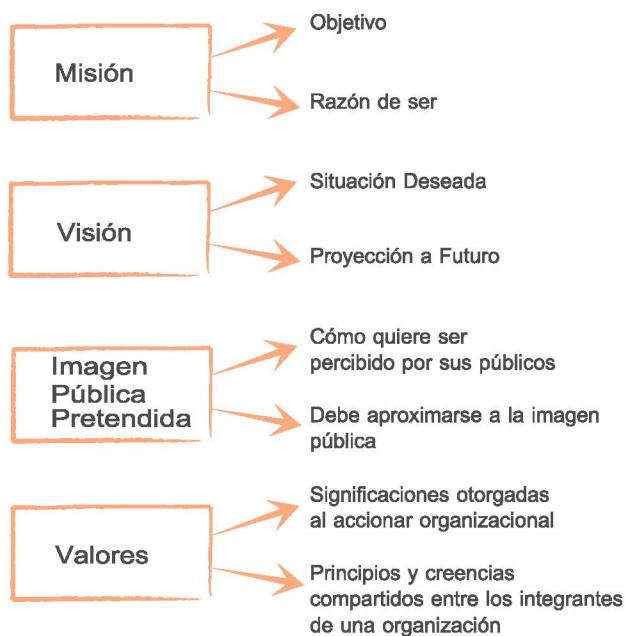 Misión
Objetivo
Razón de ser
Visión
Situación Deseada
Proyección a Futuro
Imagen
Pública
Pretendida
Cómo quiere ser
percibido por sus públicos
Debe aproximarse a la imagen
pública
Valores
Significaciones otorgadas
al accionar organizacional
Principios y creencias
compartidos entre los integrantes
de una organización